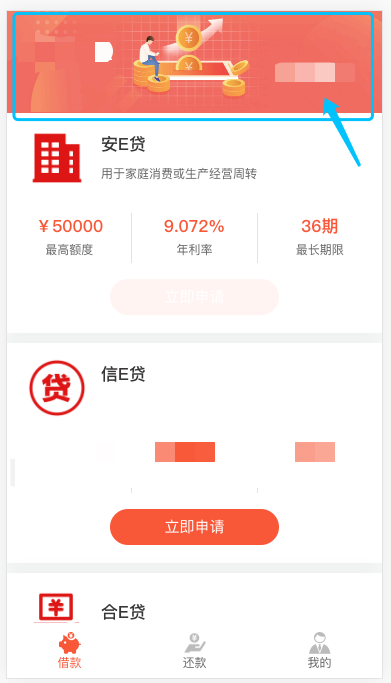 安E贷
用于家庭消费或生产经营周转
￥50000
9.072%
36期
最高额度
年利率
最长期限
立即申请
贷
信E贷
立即申请
合E贷
借款
还款
我的